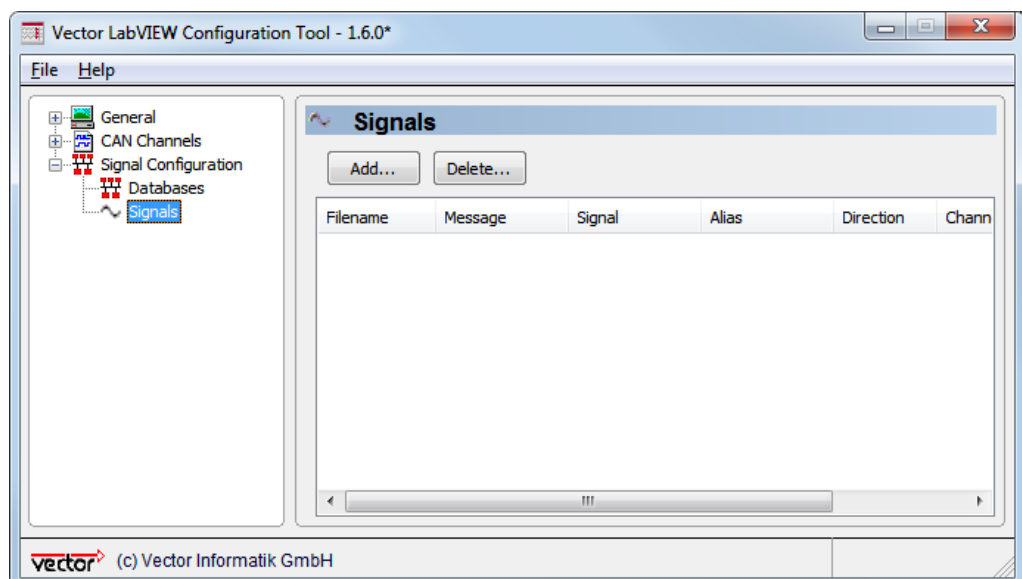 Vector LabVIEW Configuration Tool - 1.6.0*
File Help
General
CAN Channels
Signal Configuration
Databases
Signals
Signals
Add... Delete...
Filename Message Signal Alias Direction Chann
vector (c) Vector Informatik GmbH